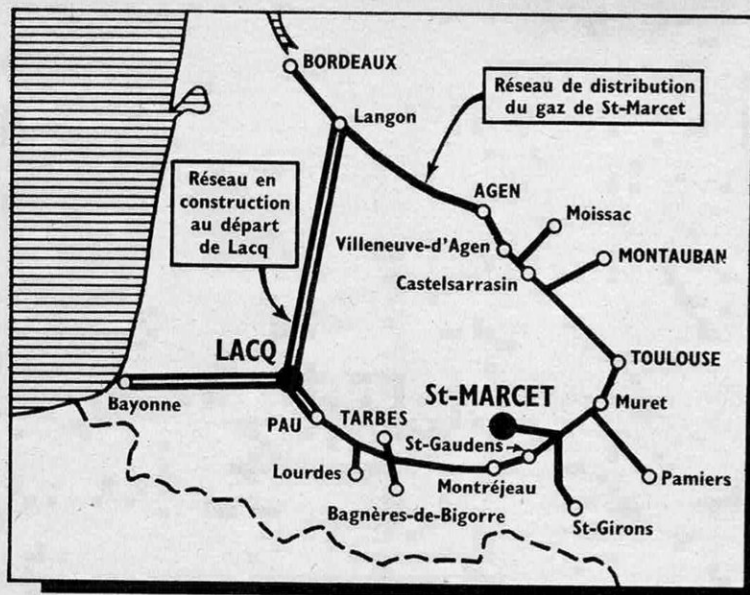 BORDEAUX
Réseau de distribution
du gaz de St-Marcet
Langon
Réseau en
construction
au départ
de Lacq
AGEN
Moissac
Villeneuve-d'Agen
MONTAUBAN
Castelsarrasin
LACQ
TOULOUSE
Bayonne
St-MARCET
Muret
PAU
TARBES
St-Gaudens
Lourdes
Montréjeau
Pamiers
Bagnères-de-Bigorre
St-Girons